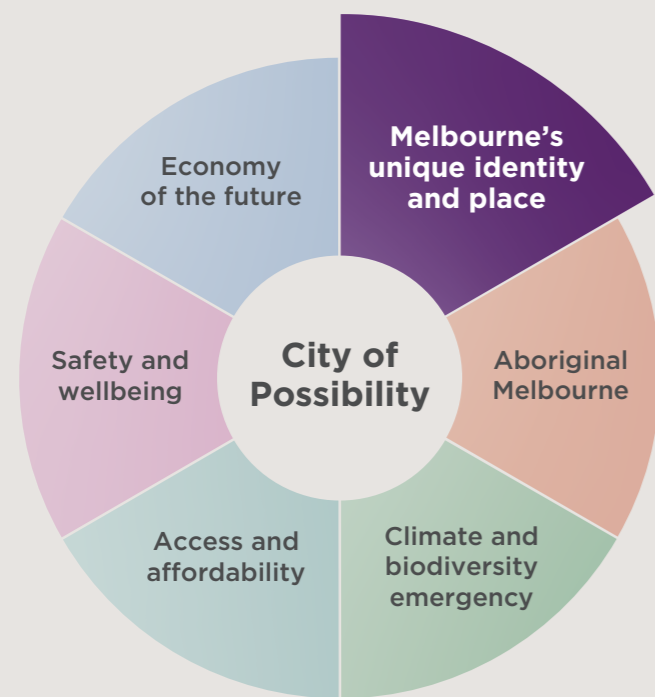 City of
Possibility
Melbourne’s
unique identity
and place
Aboriginal
Melbourne
Climate and
biodiversity
emergency
Access and
affordability
Safety and
wellbeing
Economy
of the future